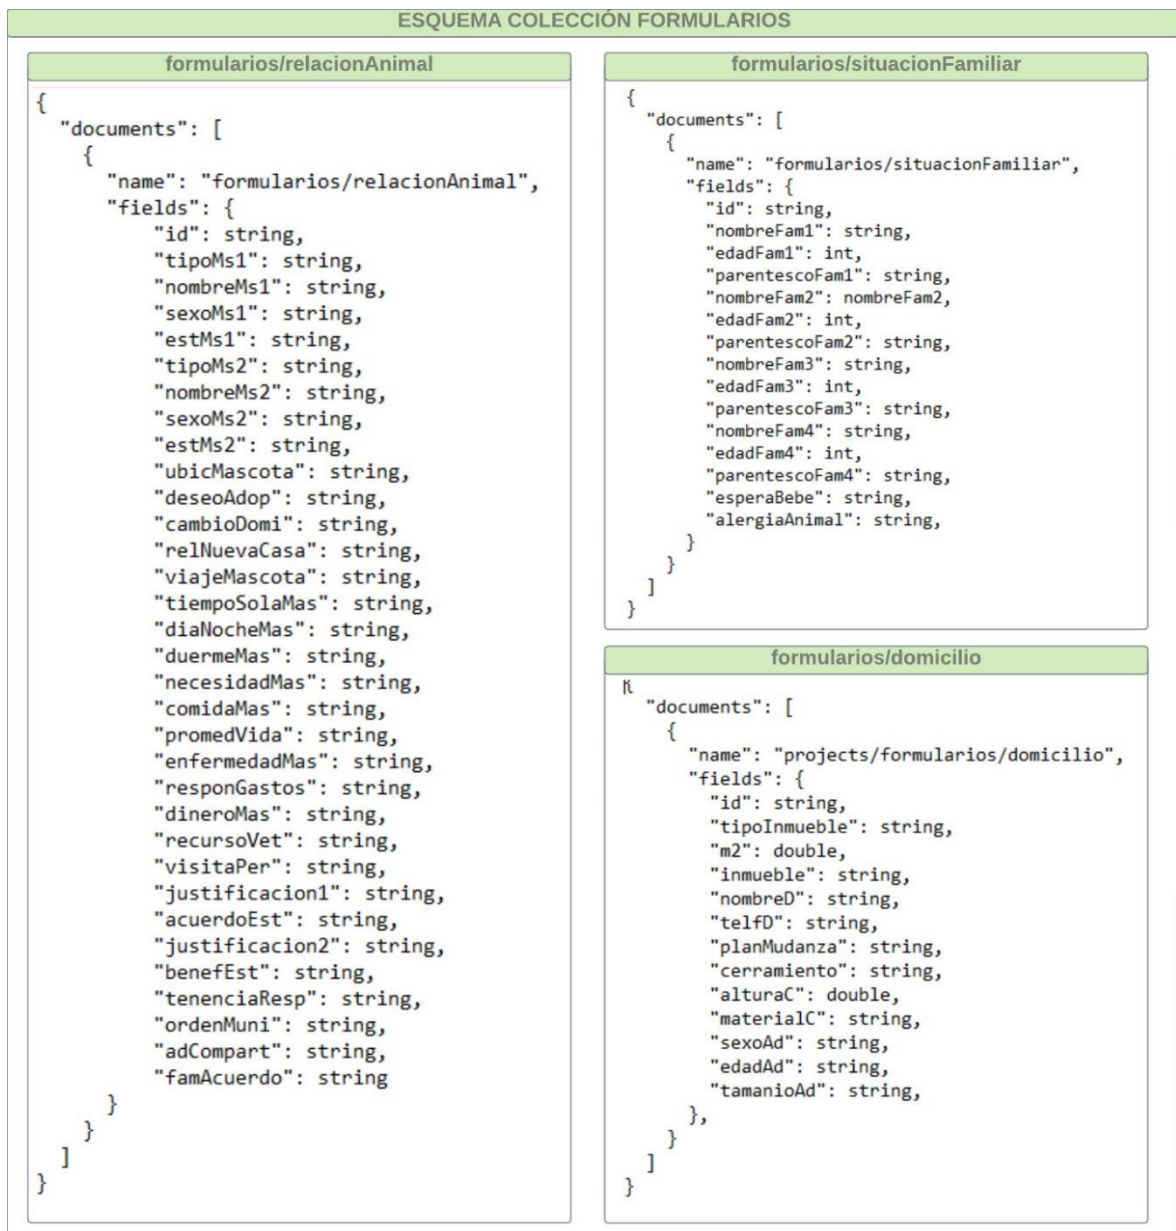 ESQUEMA COLECCIÓN FORMULARIOS
formularios/relacionAnimal
{
"documents": [
{
"name": "formularios/relacionAnimal",
"fields": {
"id": string,
"tipoMs1": string,
"nombreMs1": string,
"sexoMs1": string,
"estMs1": string,
"tipoMs2": string,
"nombreMs2": string,
"sexoMs2": string,
"estMs2": string,
"ubicMascota": string,
"deseoAdop": string,
"cambioDomi": string,
"relNuevaCasa": string,
"viajeMascota": string,
"tiempoSolaMas": string,
"diaNocheMas": string,
"duermeMas": string,
"necesidadMas": string,
"comidaMas": string,
"promedVida": string,
"enfermedadMas": string,
"responGastos": string,
"dineroMas": string,
"recursoVet": string,
"visitaPer": string,
"justificacion1": string,
"acuerdoEst": string,
"justificacion2": string,
"benefEst": string,
"tenenciaResp": string,
"ordenMuni": string,
"adCompart": string,
"famAcuerdo": string
}
}
]
}
formularios/situacionFamiliar
{
"documents": [
{
"name": "formularios/situacionFamiliar",
"fields": {
"id": string,
"nombreFam1": string,
"edadFam1": int,
"parentescoFam1": string,
"nombreFam2": nombreFam2,
"edadFam2": int,
"parentescoFam2": string,
"nombreFam3": string,
"edadFam3": int,
"parentescoFam3": string,
"nombreFam4": string,
"edadFam4": int,
"parentescoFam4": string,
"esperaBebe": string,
"alergiaAnimal": string,
}
}
]
}
formularios/domicilio
"documents": [
{
"name": "projects/formularios/domicilio",
"fields": {
"id": string,
"tipoInmueble": string,
"m2": double,
"inmueble": string,
"nombreD": string,
"telfD": string,
"planMudanza": string,
"cerramiento": string,
"alturaC": double,
"materialC": string,
"sexoAd": string,
"edadAd": string,
"tamanioAd": string,
},
}
]
}